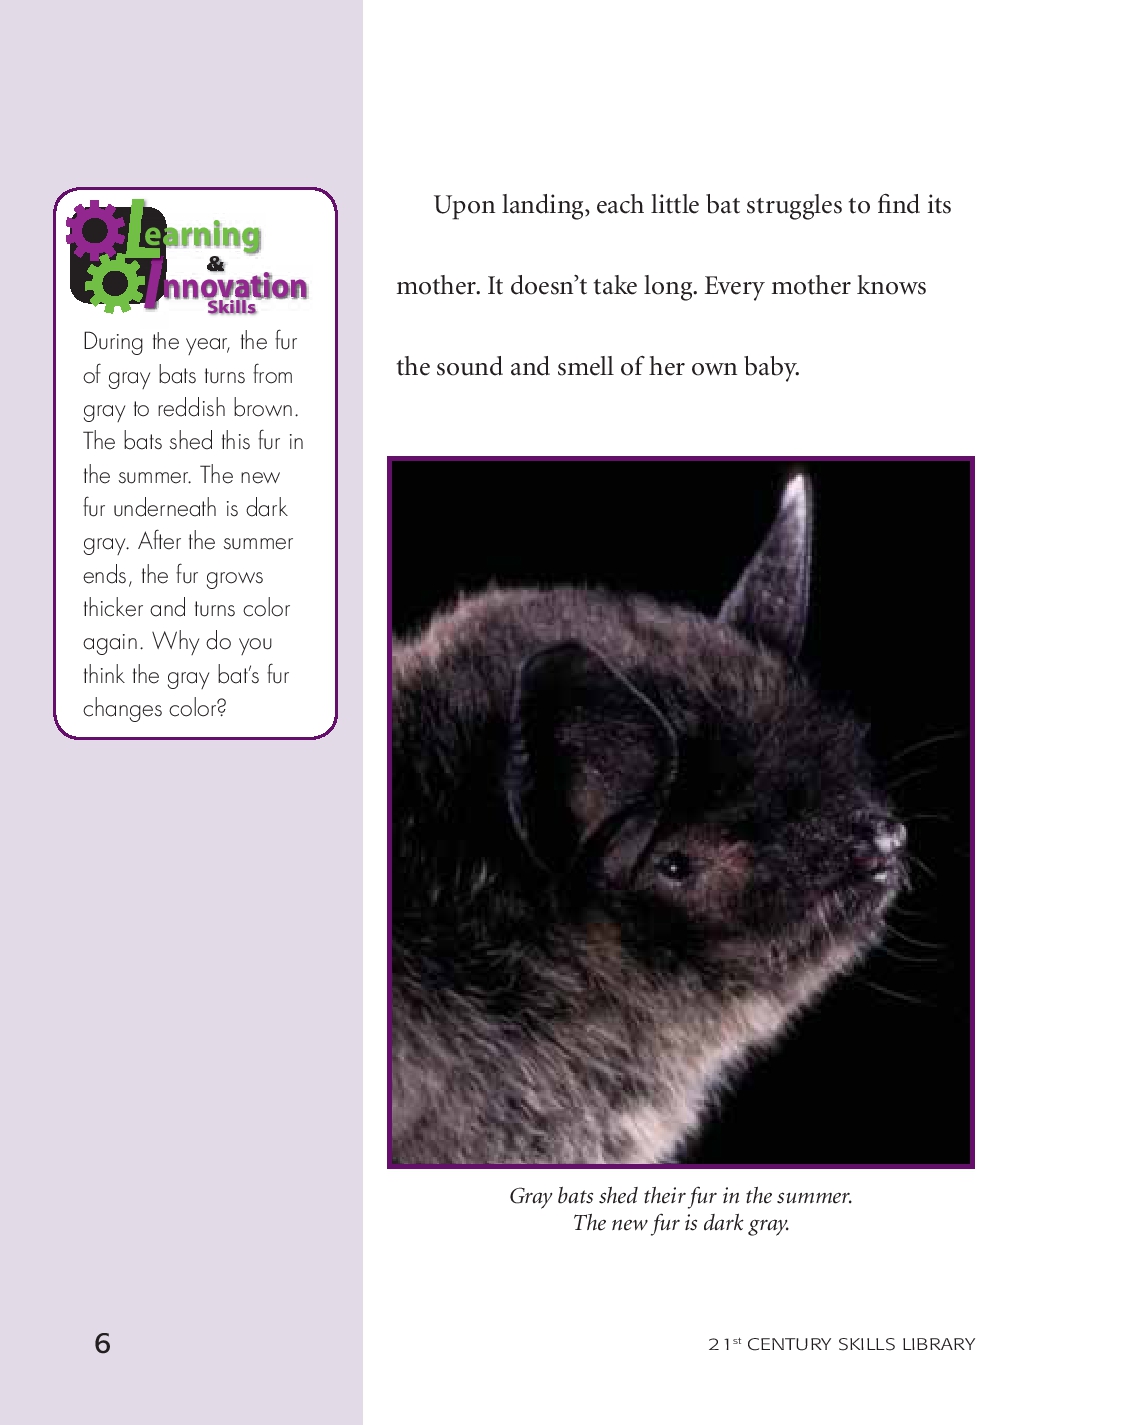 Learning
&
Innovation
Skills
During the year, the fur
of gray bats turns from
gray to reddish brown.
The bats shed this fur in
the summer. The new
fur underneath is dark
gray. After the summer
ends, the fur grows
thicker and turns color
again. Why do you
think the gray bat’s fur
changes color?
Upon landing, each little bat struggles to find its
mother. It doesn’t take long. Every mother knows
the sound and smell of her own baby.
Gray bats shed their fur in the summer.
The new fur is dark gray.
6
21st CENTURY SKILLS LIBRARY